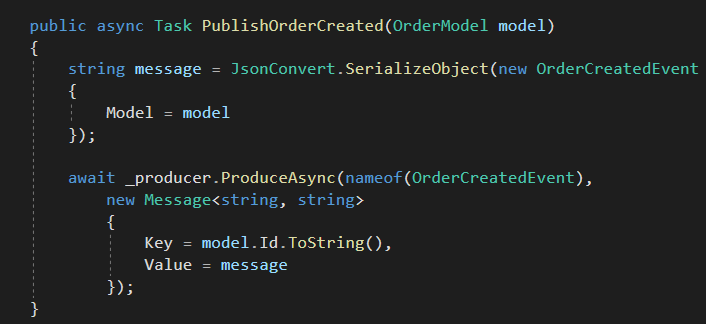 public async Task PublishOrderCreated(OrderModel model)
{
    string message = JsonConvert.SerializeObject(new OrderCreatedEvent
    {
        Model = model
    });
    await _producer.ProduceAsync(nameof(OrderCreatedEvent),
        new Message<string, string>
        {
            Key = model.Id.ToString(),
            Value = message
        });
}